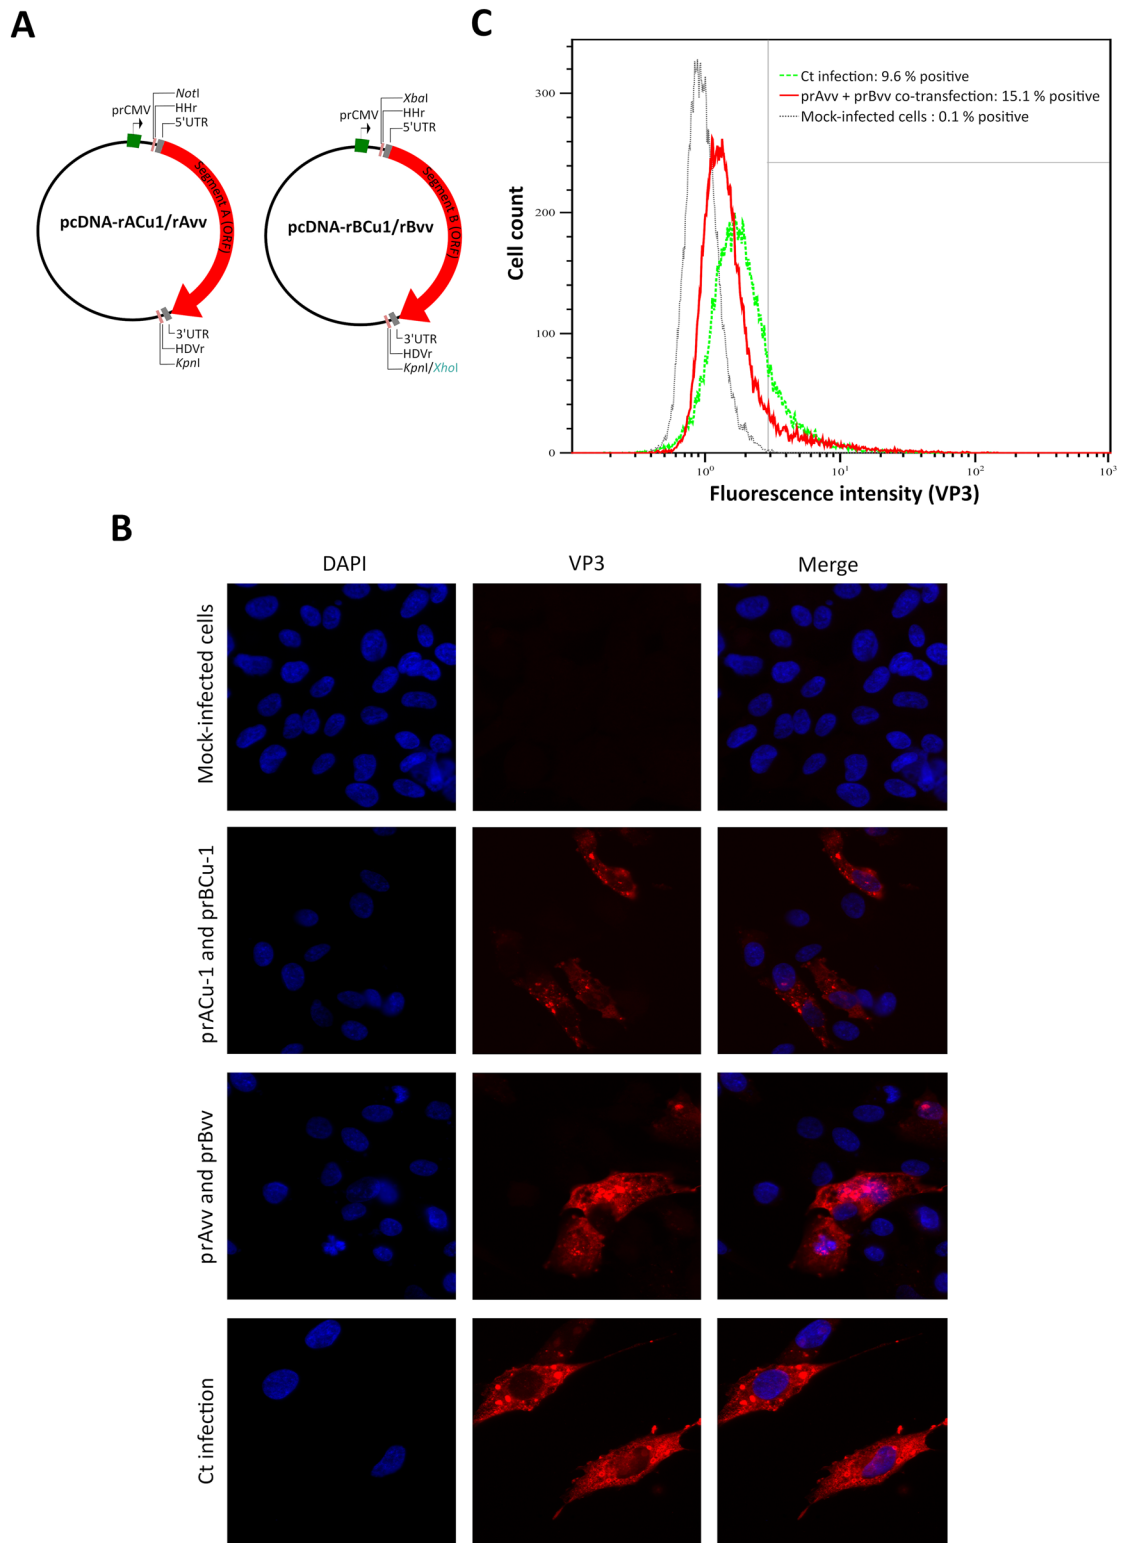 A
prCMV
NotI
HHr
5'UTR
Segment A (ORF)
pcDNA-rACu1/rAvv
3'UTR
HDVr
KpnI
prCMV
XbaI
HHr
5'UTR
Segment B (ORF)
pcDNA-rBCu1/rBvv
3'UTR
HDVr
KpnI/XhoI
C
Ct infection: 9.6 % positive
prAvv + prBvv co-transfection: 15.1 % positive
Mock-infected cells : 0.1 % positive
Cell count
300
200
100
0
10⁰
10¹
10²
10³
Fluorescence intensity (VP3)
B
DAPI
VP3
Merge
Mock-infected cells
prACu-1 and prBCu-1
prAvv and prBvv
Ct infection